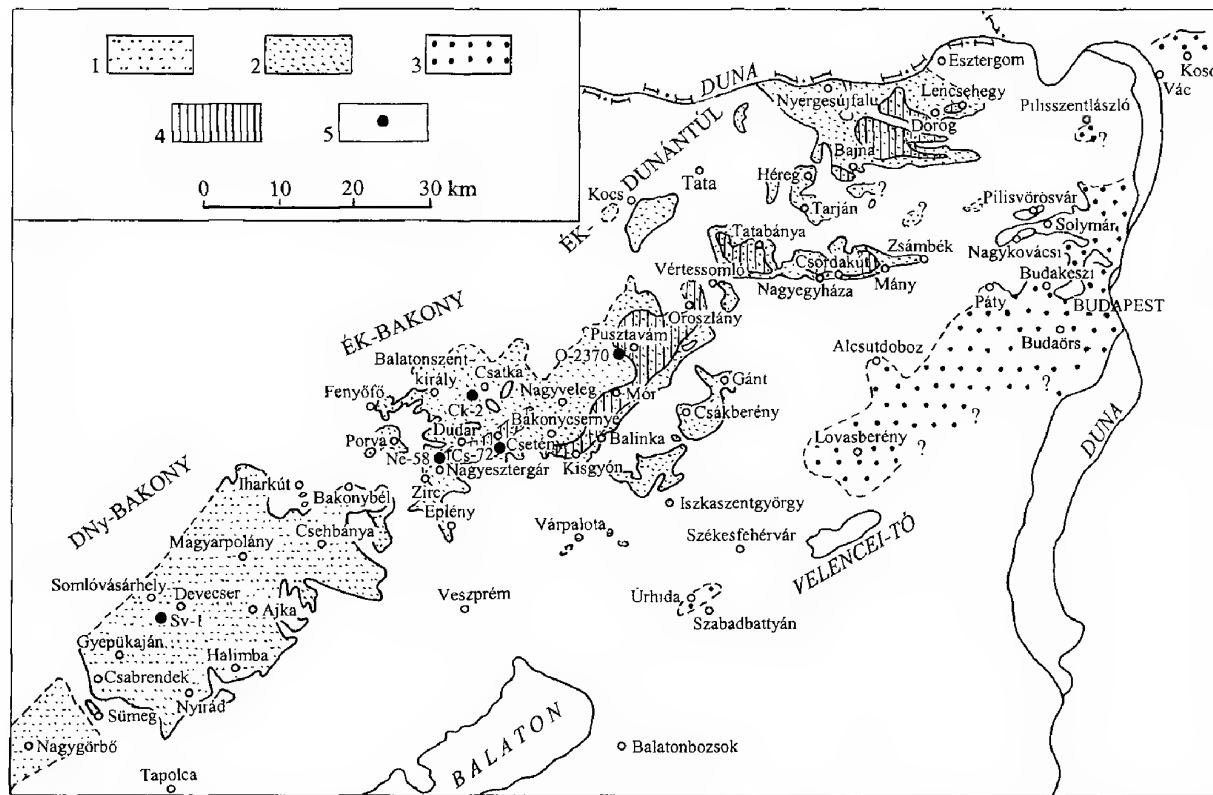 1
2
3
4
5
0 10 20 30 km
DUNA
Esztergom
Vác
Nyergesújfalu
Lencsehegy
Dorog
Pilisszentlászló
?
Bajna
ÉK-DUNÁNTÚL
Tata
Héreg
Kocs
Tarján
?
?
?
Pilisvörösvár
Solymár
Nagykovácsi
Tatabánya
Zsámbék
Csordakút
Vértessomló
Nagyegyháza
Mány
Budakeszi
Páty
BUDAPEST
Oroszlány
Budaörs
ÉK-BAKONY
Pusztavám
O-2370
Alcsutdoboz
Balatonszent
király
Csatka
Gánt
?
Fenyőfő
Nagyveleg
Mór
Ck-2
Csákberény
?
Bakonycsernye
Dudar
Porva
Balinka
Lovasberény
?
DUNA
Csetény
Cs-72
Ne-58
Kisgyón
Nagyesztergár
DNy-BAKONY
Zirc
Iharkút
Bakonybél
Iszkaszentgyörgy
Eplény
Várpalota
Csehbánya
Székesfehérvár
VELENCEI-TÓ
Magyarpolány
Somlóvásárhely
Devecser
Veszprém
Úrhida
Ajka
Szabadbattyán
Sv-1
Gyepükaján
Halimba
Csabrendek
Nyirád
Sümeg
Nagygörbő
BALATON
Balatonbozsok
Tapolca